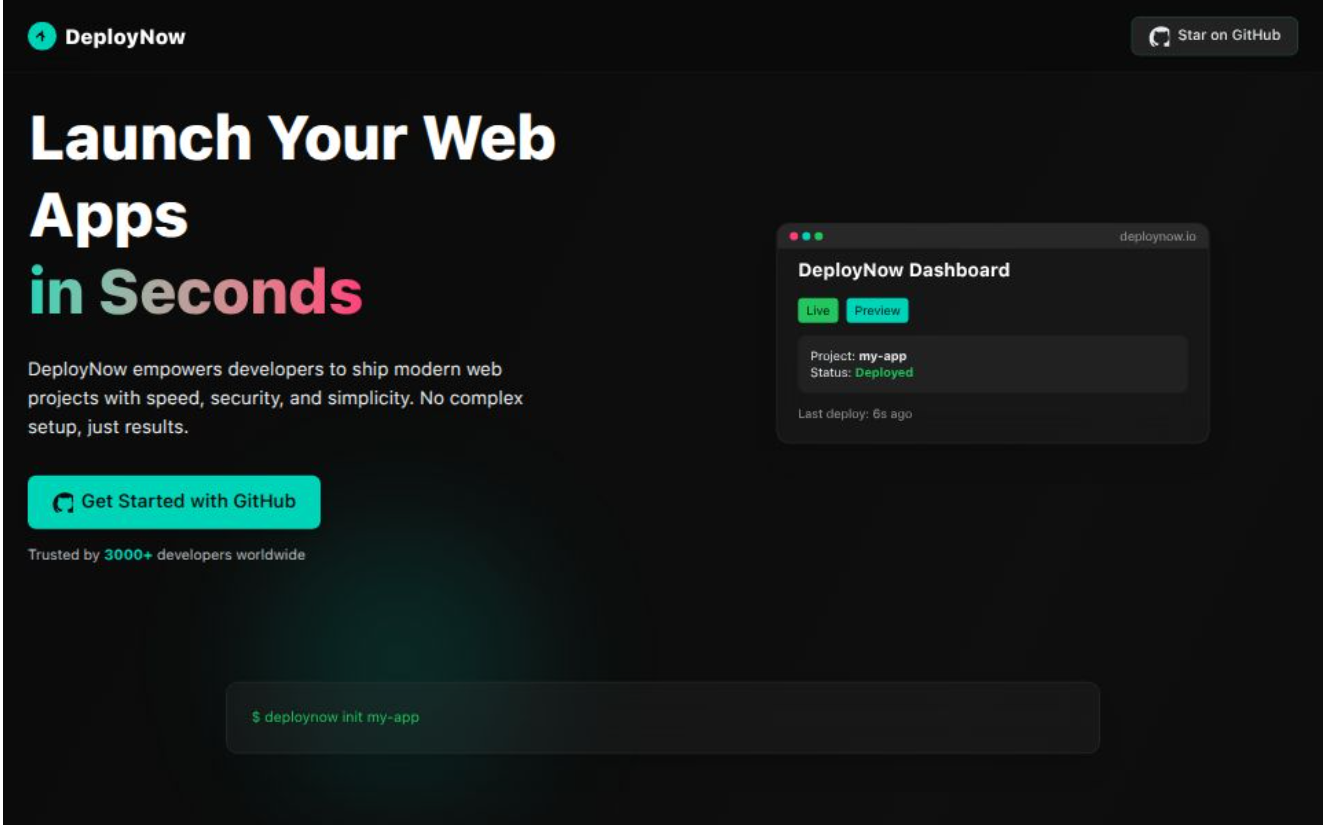 DeployNow
Star on GitHub
Launch Your Web
Apps
in Seconds
DeployNow empowers developers to ship modern web
projects with speed, security, and simplicity. No complex
setup, just results.
Get Started with GitHub
Trusted by 3000+ developers worldwide
deploynow.io
DeployNow Dashboard
Live
Preview
Project: my-app
Status: Deployed
Last deploy: 6s ago
$ deploynow init my-app